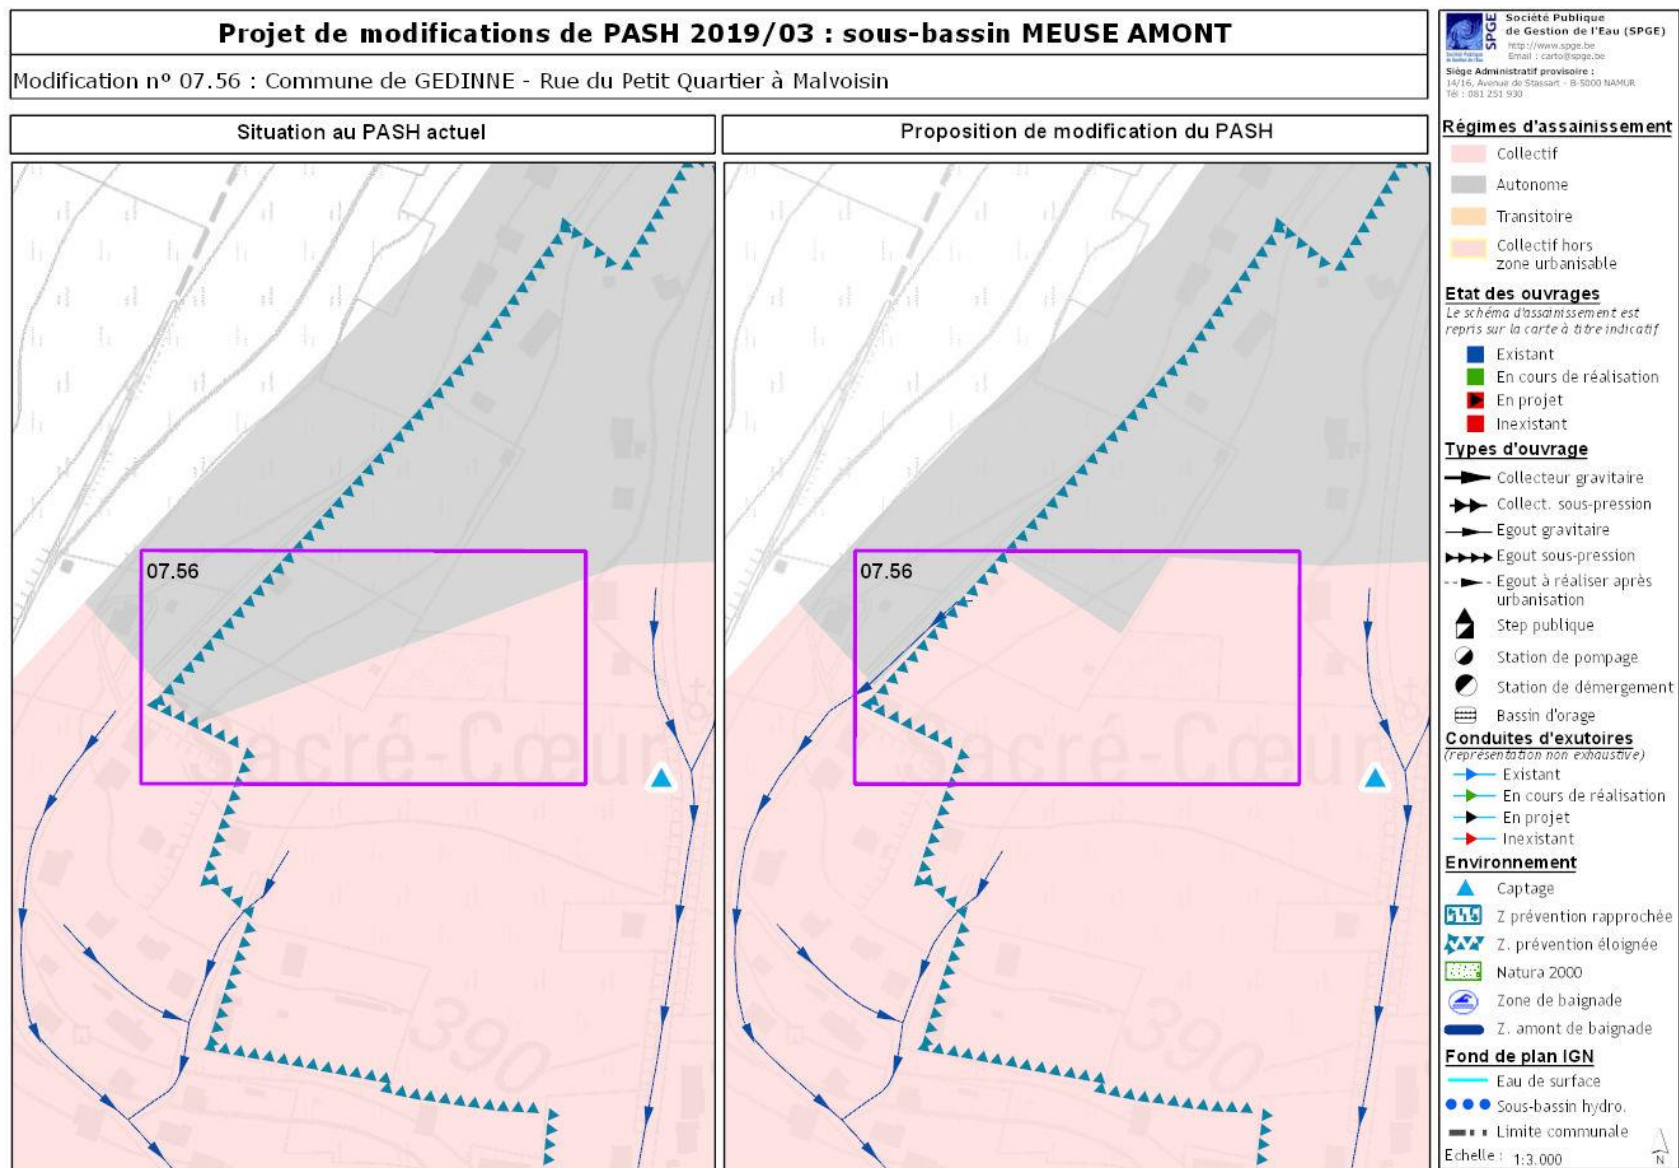 Projet de modifications de PASH 2019/03 : sous-bassin MEUSE AMONT
Modification nº 07.56 : Commune de GEDINNE - Rue du Petit Quartier à Malvoisin
Situation au PASH actuel
Proposition de modification du PASH
07.56
Sacré-Cœur
390
07.56
Sacré-Cœur
390
SPGE
Société Publique
de Gestion de l'Eau (SPGE)
http://www.spge.be
Email : carto@spge.be
Siège Administratif provisoire :
14/16, Avenue de Stassart - B-5000 NAMUR
Tél : 081 251 930
Régimes d'assainissement
Collectif
Autonome
Transitoire
Collectif hors
zone urbanisable
Etat des ouvrages
Le schéma d'assainissement est
repris sur la carte à titre indicatif
Existant
En cours de réalisation
En projet
Inexistant
Types d'ouvrage
Collecteur gravitaire
Collect. sous-pression
Egout gravitaire
Egout sous-pression
Egout à réaliser après
urbanisation
Step publique
Station de pompage
Station de démergement
Bassin d'orage
Conduites d'exutoires
(représentation non exhaustive)
Existant
En cours de réalisation
En projet
Inexistant
Environnement
Captage
Z prévention rapprochée
Z. prévention éloignée
Natura 2000
Zone de baignade
Z. amont de baignade
Fond de plan IGN
Eau de surface
Sous-bassin hydro.
Limite communale
Echelle : 1:3.000
N